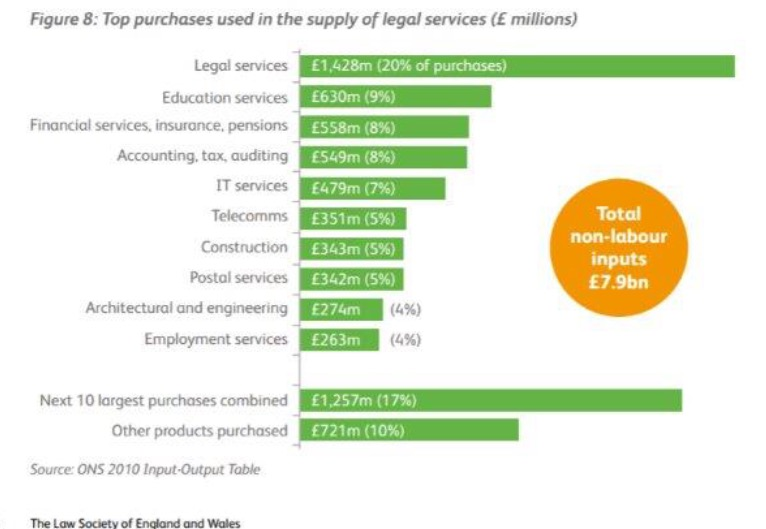 Figure 8: Top purchases used in the supply of legal services (£ millions)
Legal services £1,428m (20% of purchases)
Education services £630m (9%)
Financial services, insurance, pensions £558m (8%)
Accounting, tax, auditing £549m (8%)
IT services £479m (7%)
Telecomms £351m (5%)
Construction £343m (5%)
Postal services £342m (5%)
Architectural and engineering £274m (4%)
Employment services £263m (4%)
Total
non-labour
inputs
£7.9bn
Next 10 largest purchases combined £1,257m (17%)
Other products purchased £721m (10%)
Source: ONS 2010 Input-Output Table
The Law Society of England and Wales